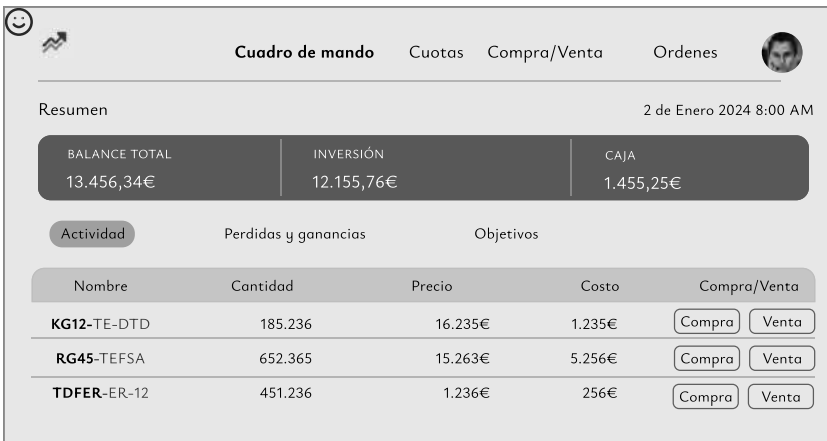 Cuadro de mando Cuotas Compra/Venta Ordenes
Resumen 2 de Enero 2024 8:00 AM
BALANCE TOTAL INVERSIÓN CAJA
13.456,34€ 12.155,76€ 1.455,25€
Actividad Perdidas y ganancias Objetivos
Nombre Cantidad Precio Costo Compra/Venta
KG12-TE-DTD 185.236 16.235€ 1.235€ Compra Venta
RG45-TEFSA 652.365 15.263€ 5.256€ Compra Venta
TDFER-ER-12 451.236 1.236€ 256€ Compra Venta